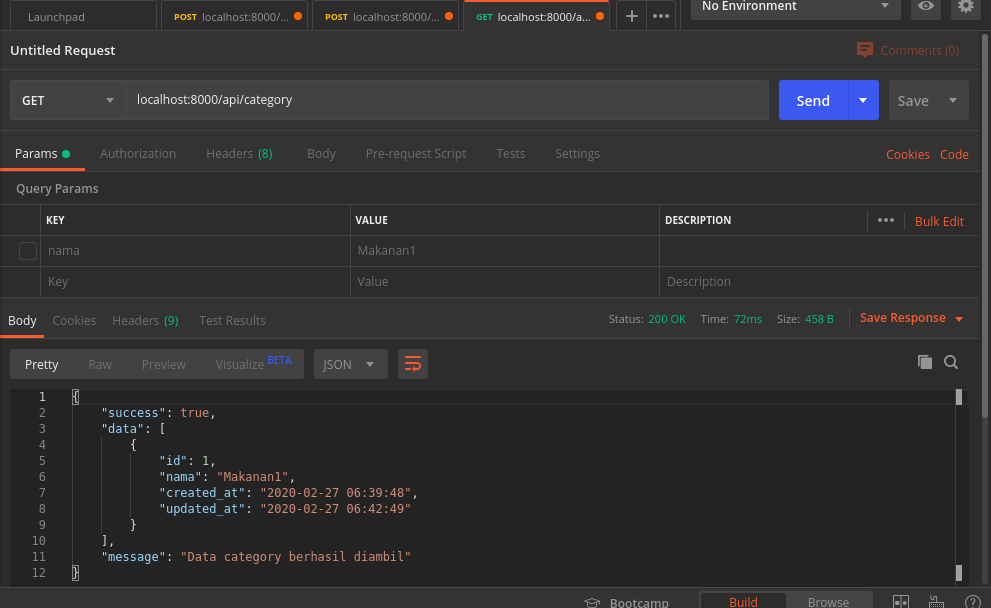 Launchpad POST localhost:8000/... POST localhost:8000/... GET localhost:8000/a... No Environment
Untitled Request Comments (0)
GET localhost:8000/api/category Send Save
Params Authorization Headers (8) Body Pre-request Script Tests Settings Cookies Code
Query Params
KEY VALUE DESCRIPTION Bulk Edit
nama Makanan1
Key Value Description
Body Cookies Headers (9) Test Results Status: 200 OK Time: 72ms Size: 458 B Save Response
Pretty Raw Preview Visualize BETA JSON
1 {
2 "success": true,
3 "data": [
4 {
5 "id": 1,
6 "nama": "Makanan1",
7 "created_at": "2020-02-27 06:39:48",
8 "updated_at": "2020-02-27 06:42:49"
9 }
10 ],
11 "message": "Data category berhasil diambil"
12 }
Bootcamp Build Browse